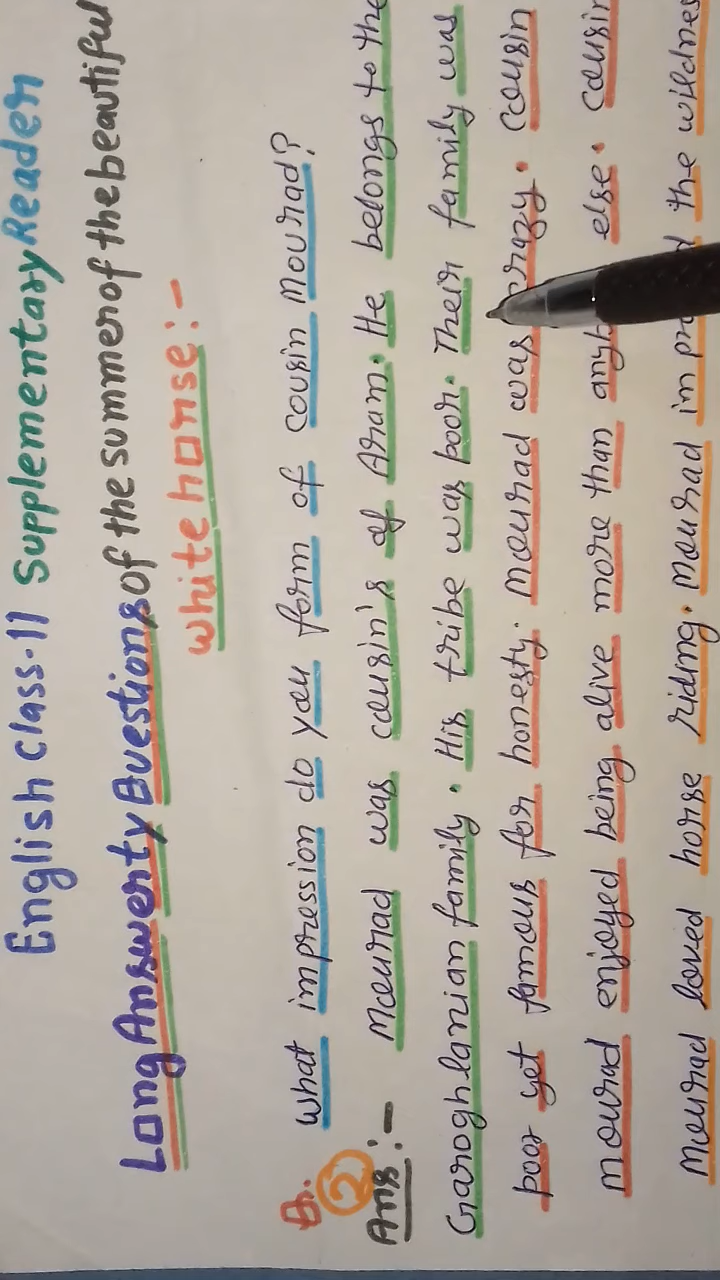 English Class-11 Supplementary Reader
Long Answer ty Questions of the summer of the beautiful
white horse:-
Q. 2 What impression do you form of cousin Mourad?
Ans:- Mourad was cousin's of Aram. He belongs to the
Garoghlanian family. His tribe was poor. Their family was
poor yet famous for honesty. Mourad was crazy. Cousin
Mourad enjoyed being alive more than else. cousin
Mourad loved horse riding. Mourad the